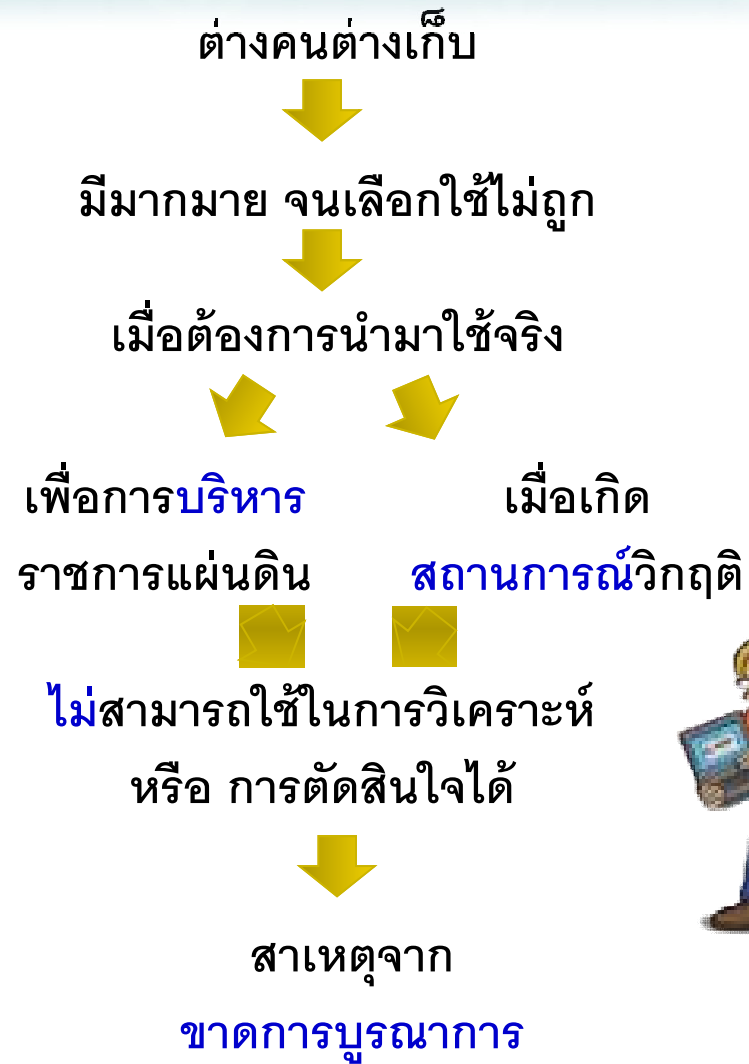 ต่างคนต่างเก็บ
มีมากมาย จนเลือกใช้ไม่ถูก
เมื่อต้องการนำมาใช้จริง
เพื่อการบริหาร
ราชการแผ่นดิน
เมื่อเกิด
สถานการณ์วิกฤติ
ไม่สามารถใช้ในการวิเคราะห์
หรือ การตัดสินใจได้
สาเหตุจาก
ขาดการบูรณาการ